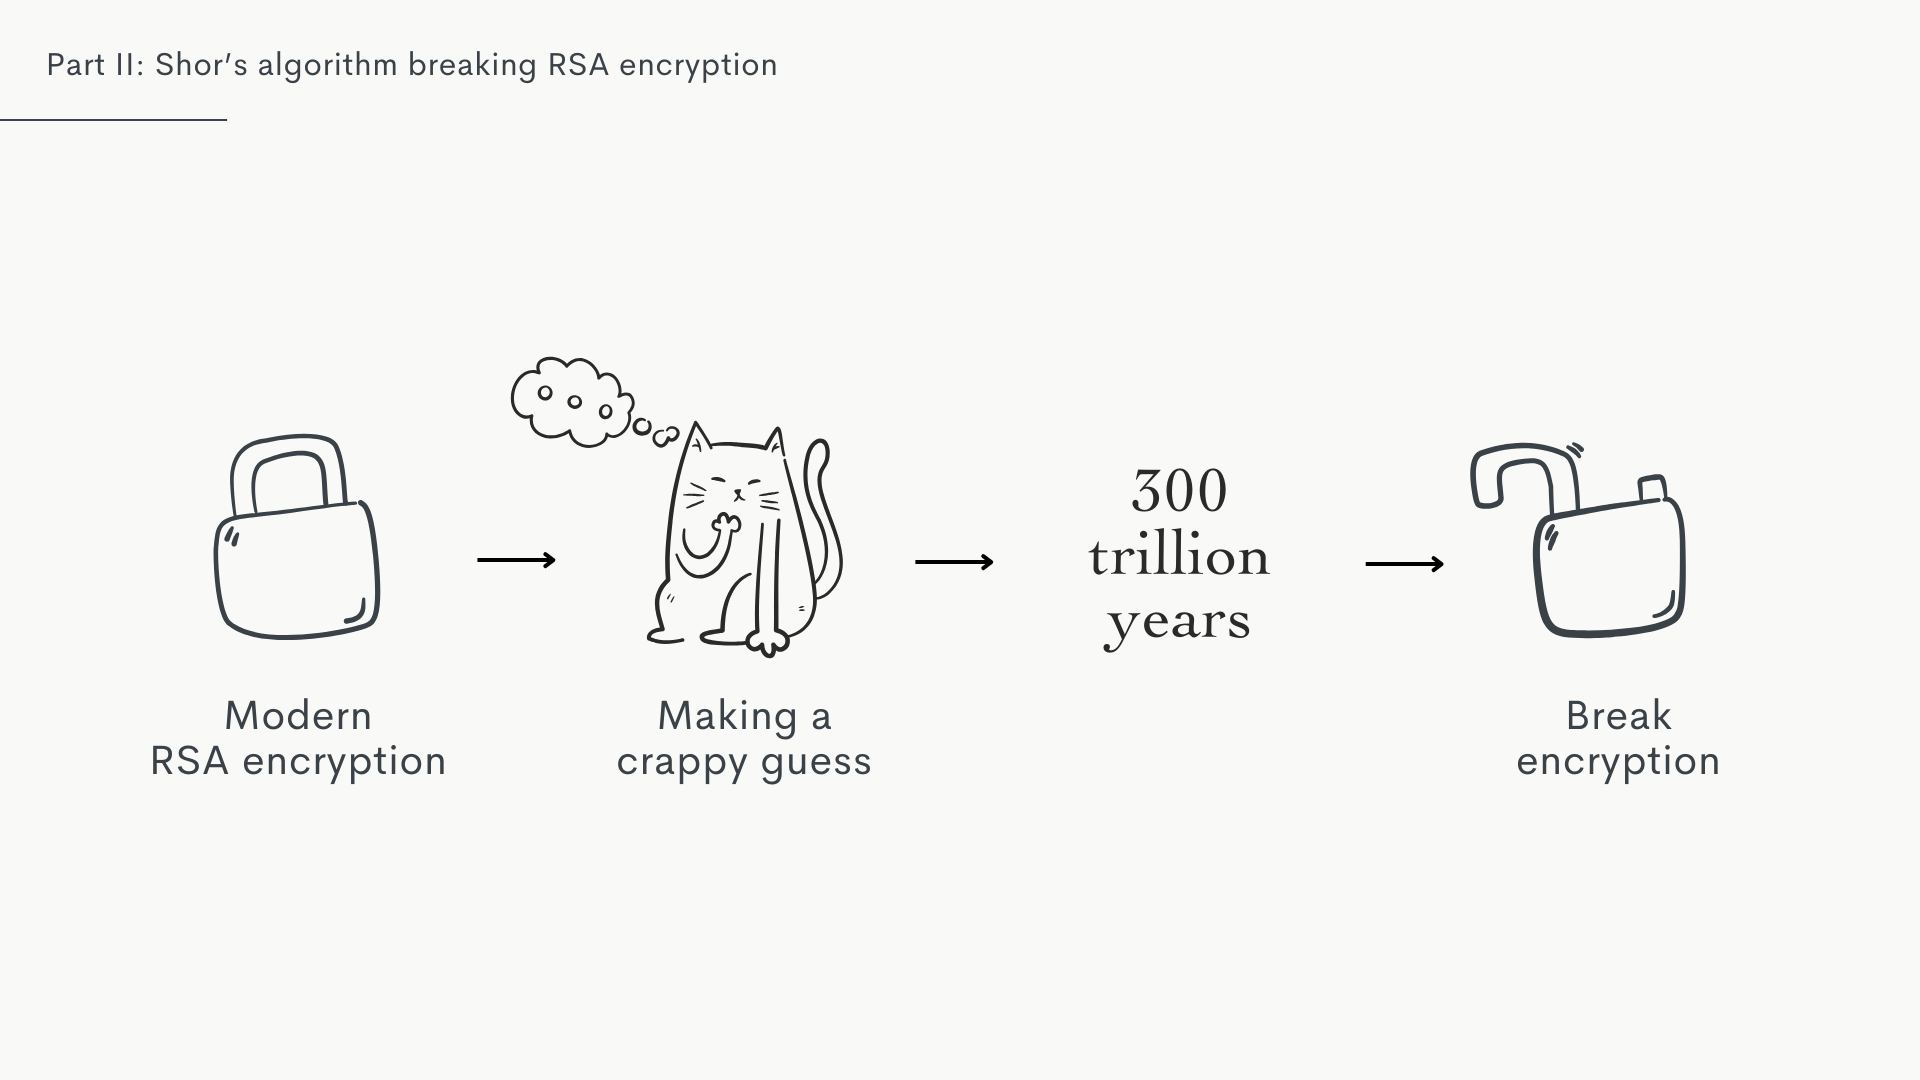 Part II: Shor’s algorithm breaking RSA encryption
300
trillion
years
Modern
RSA encryption
Making a
crappy guess
Break
encryption